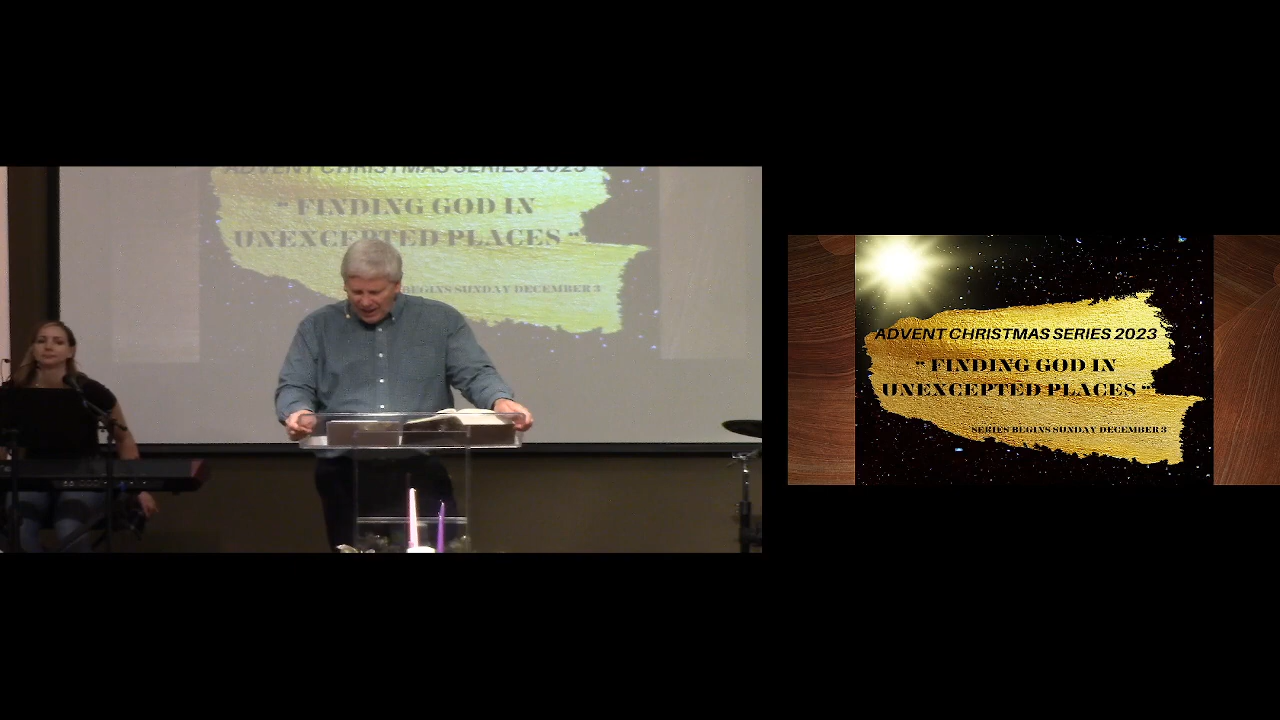 ADVENT CHRISTMAS SERIES 2023
“ FINDING GOD IN
UNEXCEPTED PLACES “
BEGINS SUNDAY DECEMBER 3
ADVENT CHRISTMAS SERIES 2023
“ FINDING GOD IN
UNEXCEPTED PLACES “
SERIES BEGINS SUNDAY DECEMBER 3